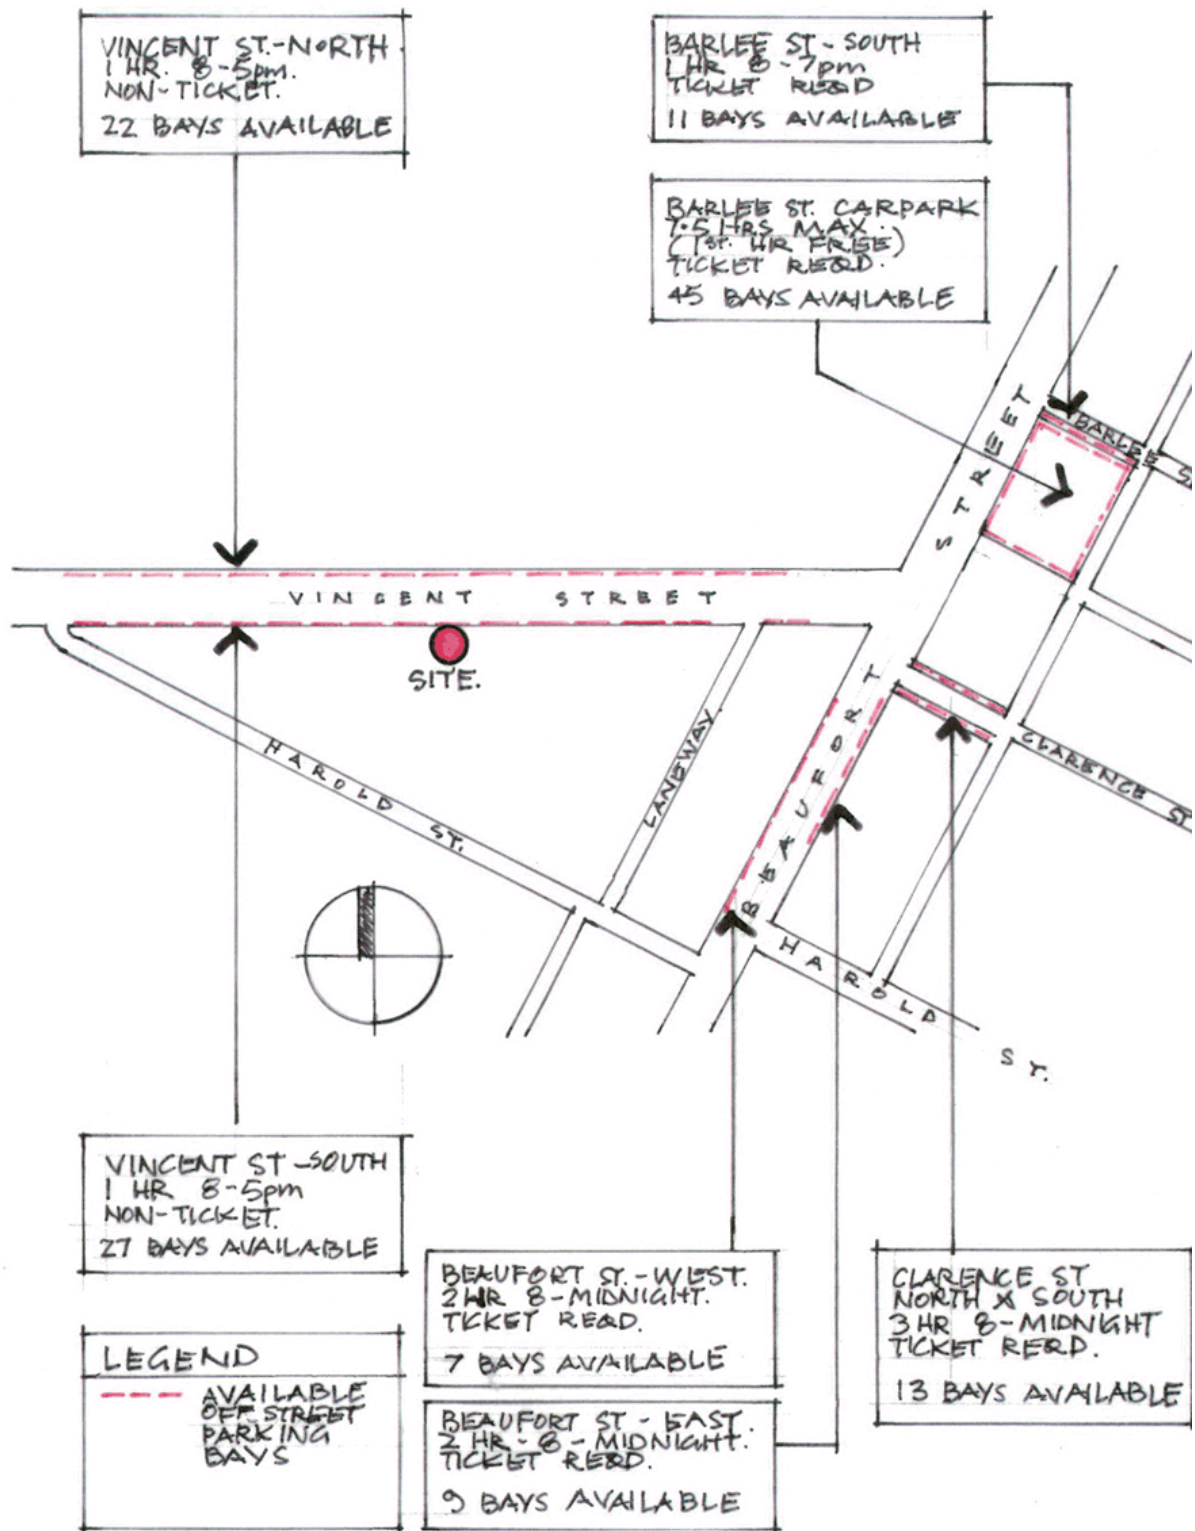 VINCENT ST.-NORTH
1 HR. 8-5pm.
NON-TICKET.
22 BAYS AVAILABLE
BARLEE ST - SOUTH
1 HR 8-7pm
TICKET REQD
11 BAYS AVAILABLE
BARLEE ST. CARPARK
7.5 HRS MAX.
(1ST. HR FREE)
TICKET REQD.
45 BAYS AVAILABLE
BARLEE S
STREET
VINCENT STREET
SITE.
HAROLD ST.
LANEWAY.
BEAUFORT
CLARENCE ST
HAROLD ST.
VINCENT ST -SOUTH
1 HR 8-5pm
NON-TICKET.
27 BAYS AVAILABLE
BEAUFORT ST.-WEST.
2 HR 8-MIDNIGHT.
TICKET REQD.
7 BAYS AVAILABLE
CLARENCE ST
NORTH & SOUTH
3 HR 8-MIDNIGHT
TICKET REQD.
13 BAYS AVAILABLE
LEGEND
AVAILABLE
OFF STREET
PARKING
BAYS
BEAUFORT ST - EAST.
2 HR - 8 - MIDNIGHT.
TICKET REQD.
9 BAYS AVAILABLE